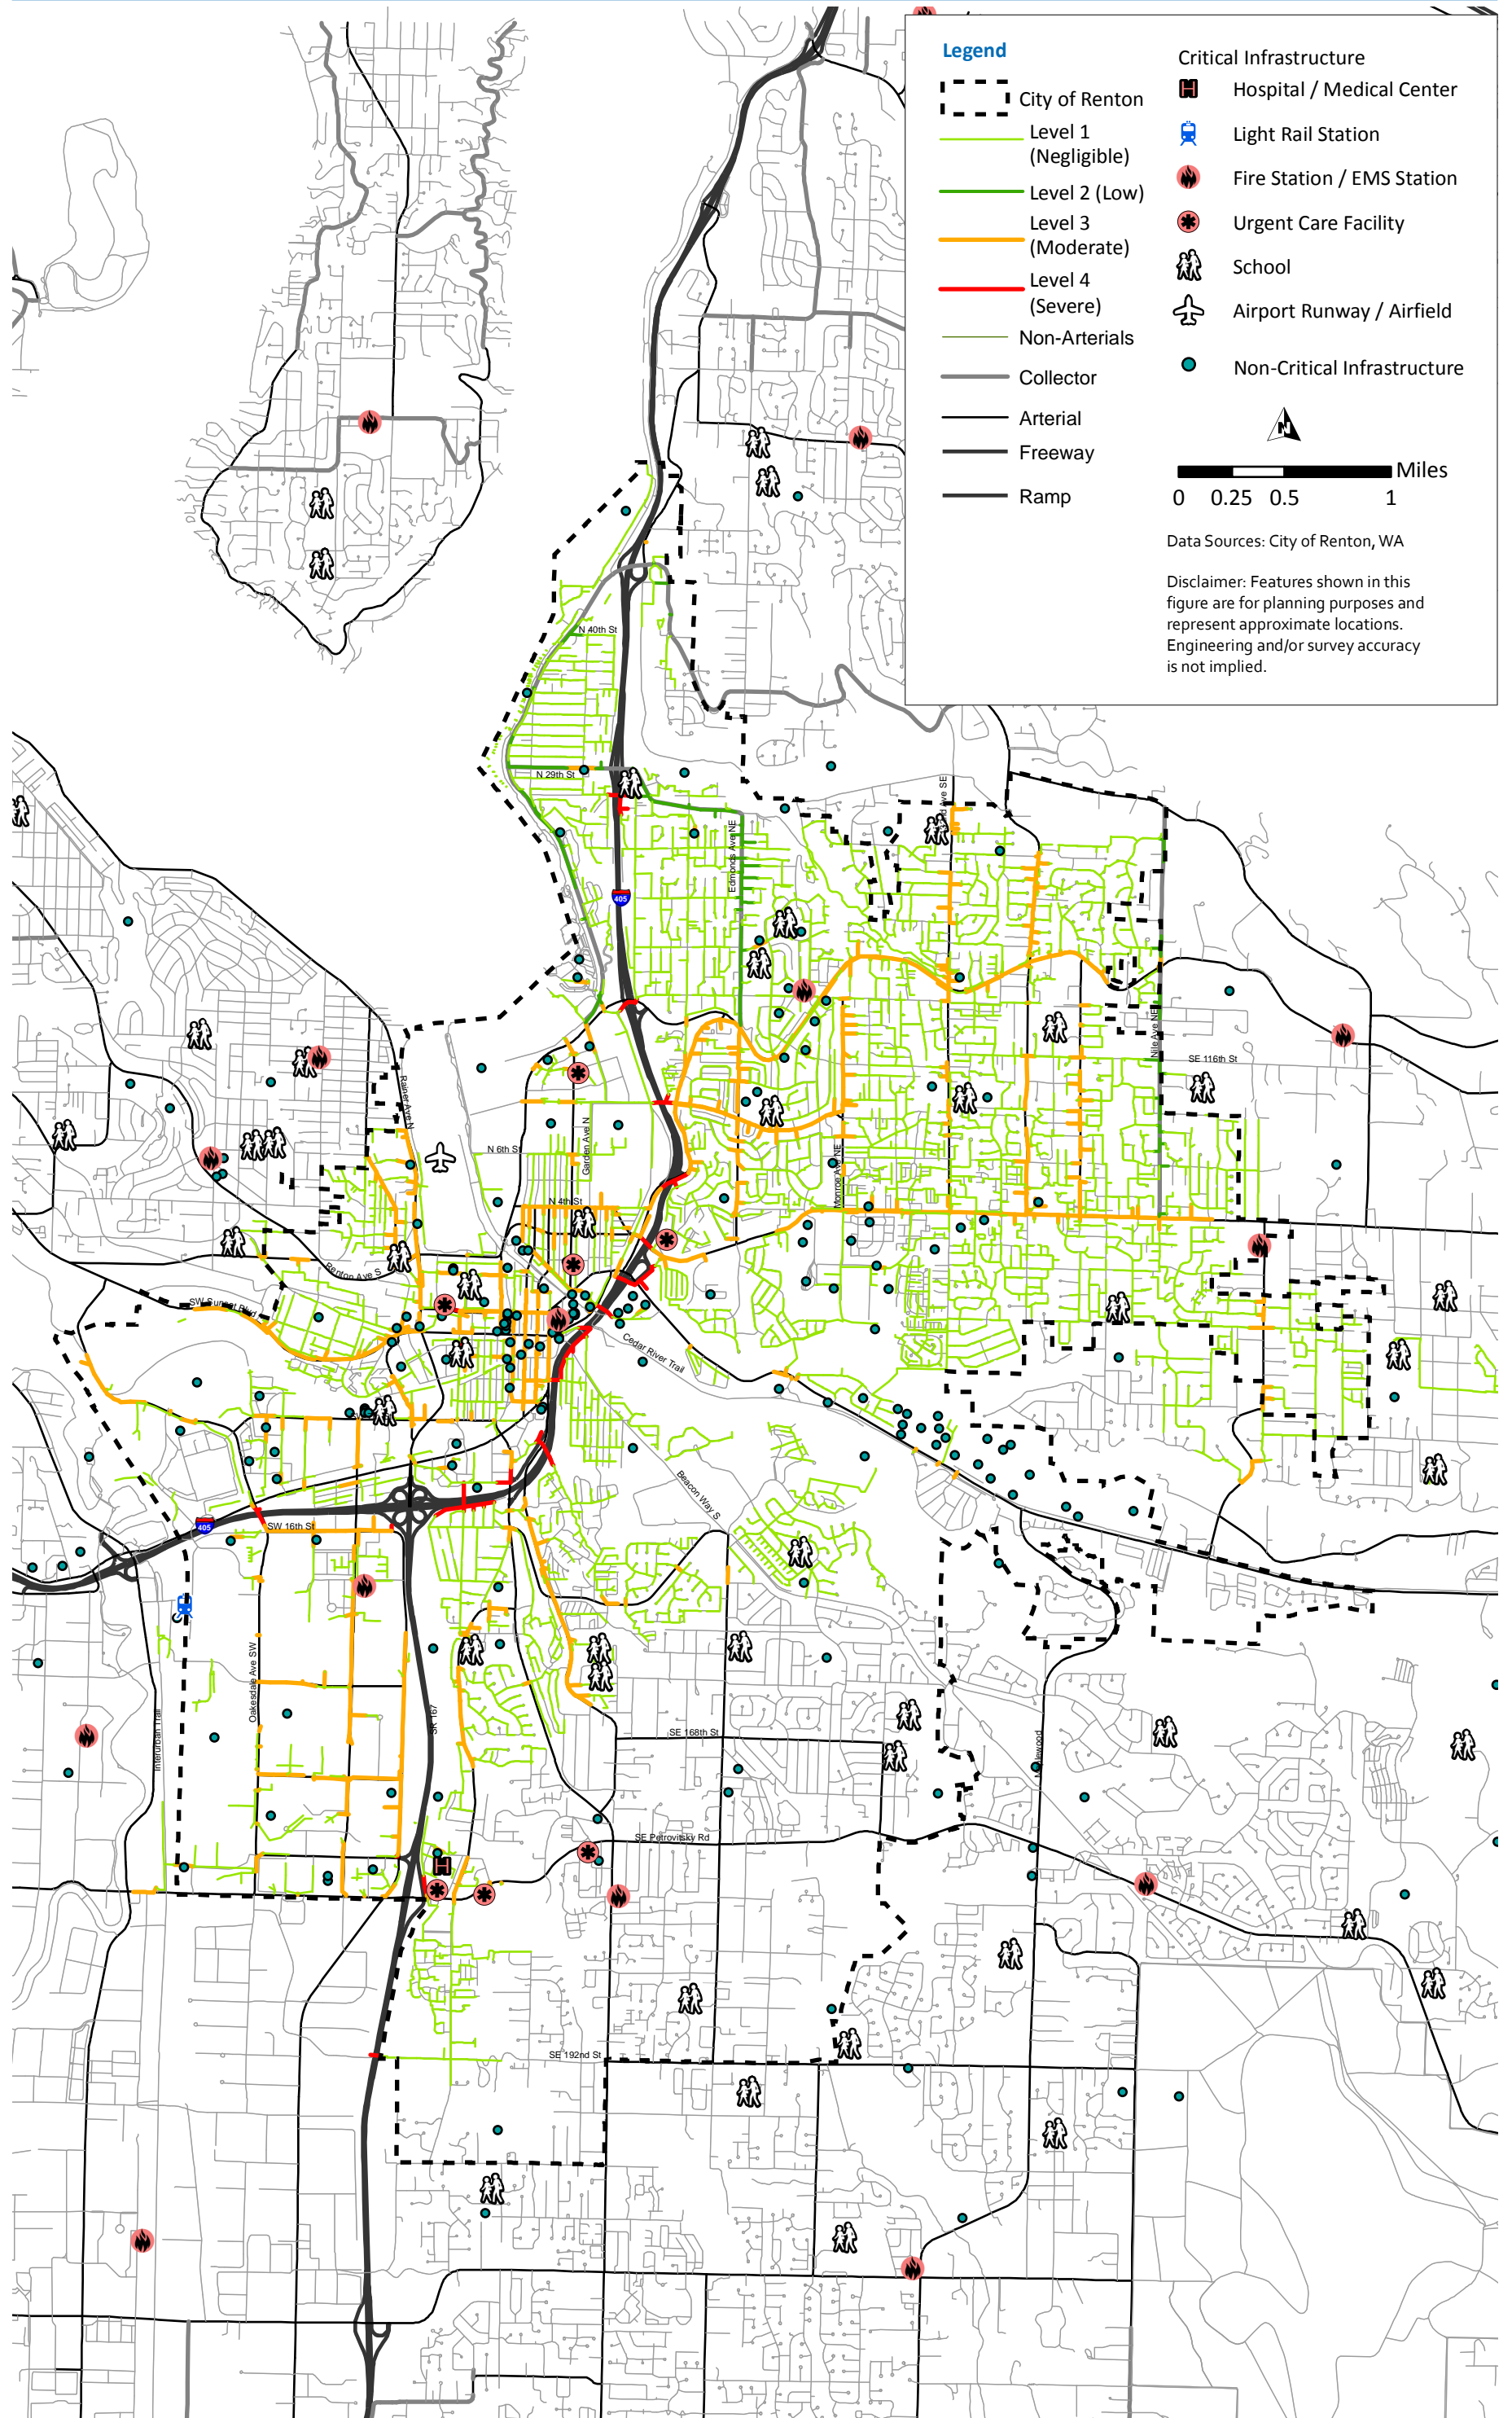 Legend
City of Renton
Level 1
(Negligible)
Level 2 (Low)
Level 3
(Moderate)
Level 4
(Severe)
Non-Arterials
Collector
Arterial
Freeway
Ramp
Critical Infrastructure
H Hospital / Medical Center
Light Rail Station
Fire Station / EMS Station
Urgent Care Facility
School
Airport Runway / Airfield
Non-Critical Infrastructure
N
Miles
0 0.25 0.5 1
Data Sources: City of Renton, WA
Disclaimer: Features shown in this
figure are for planning purposes and
represent approximate locations.
Engineering and/or survey accuracy
is not implied.
N 40th St
N 29th St
Edmonds Ave NE
Ave SE
405
Nile Ave NE
SE 116th St
Rainier Ave N
N 6th St
Garden Ave N
Monroe Ave NE
N 4th St
Renton Ave S
SW Sunset Blvd
Cedar River Trail
Beacon Way S
405
SW 16th St
Oakesdale Ave SW
Interurban Trail
SR 167
SE 168th St
SE Petrovitsky Rd
H
SE 192nd St